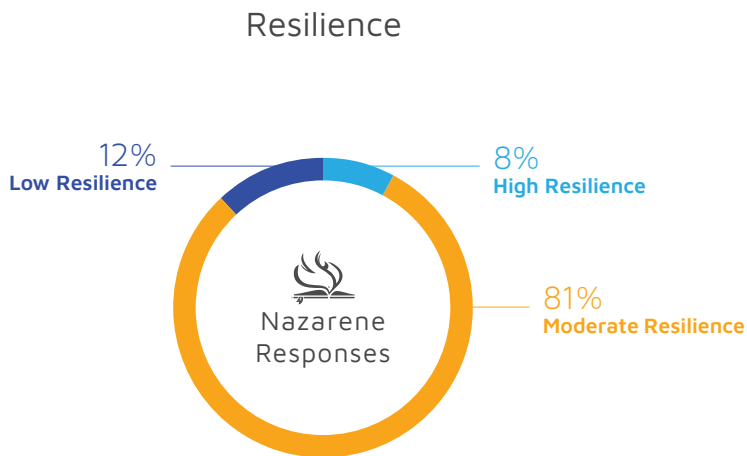 Resilience
12%
Low Resilience
8%
High Resilience
81%
Moderate Resilience
Nazarene
Responses